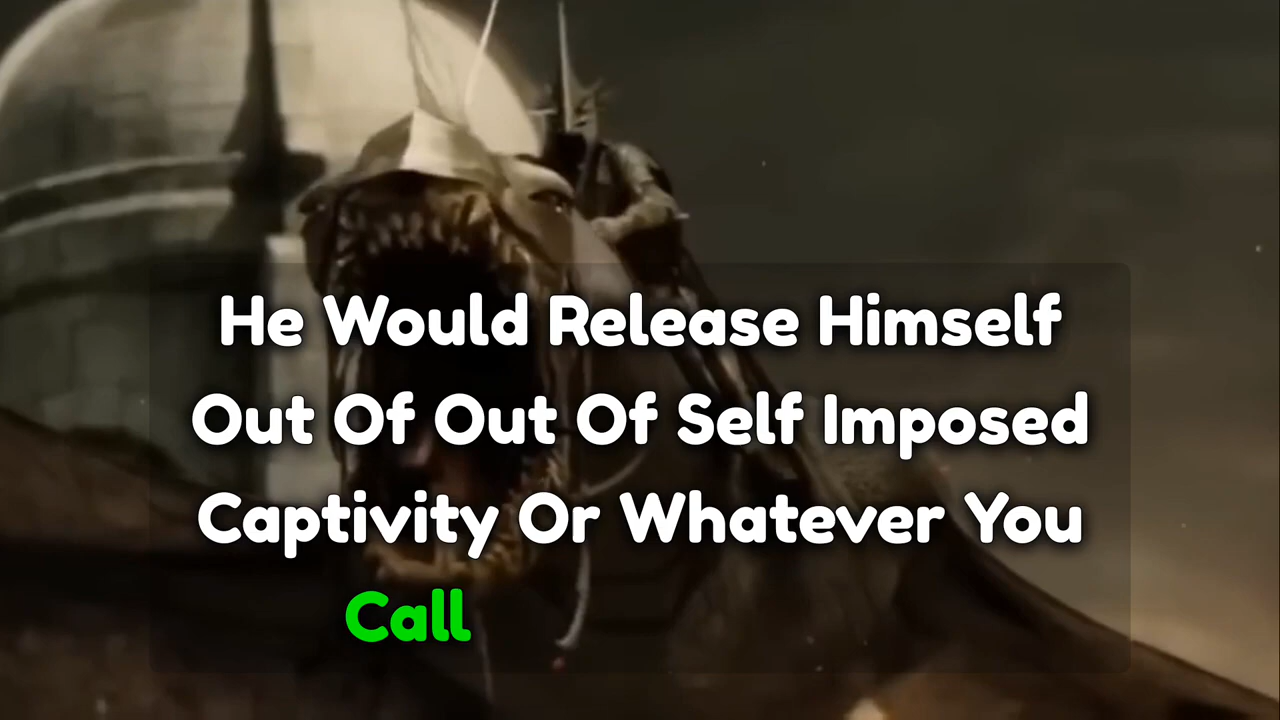 He Would Release Himself
Out Of Out Of Self Imposed
Captivity Or Whatever You
Call